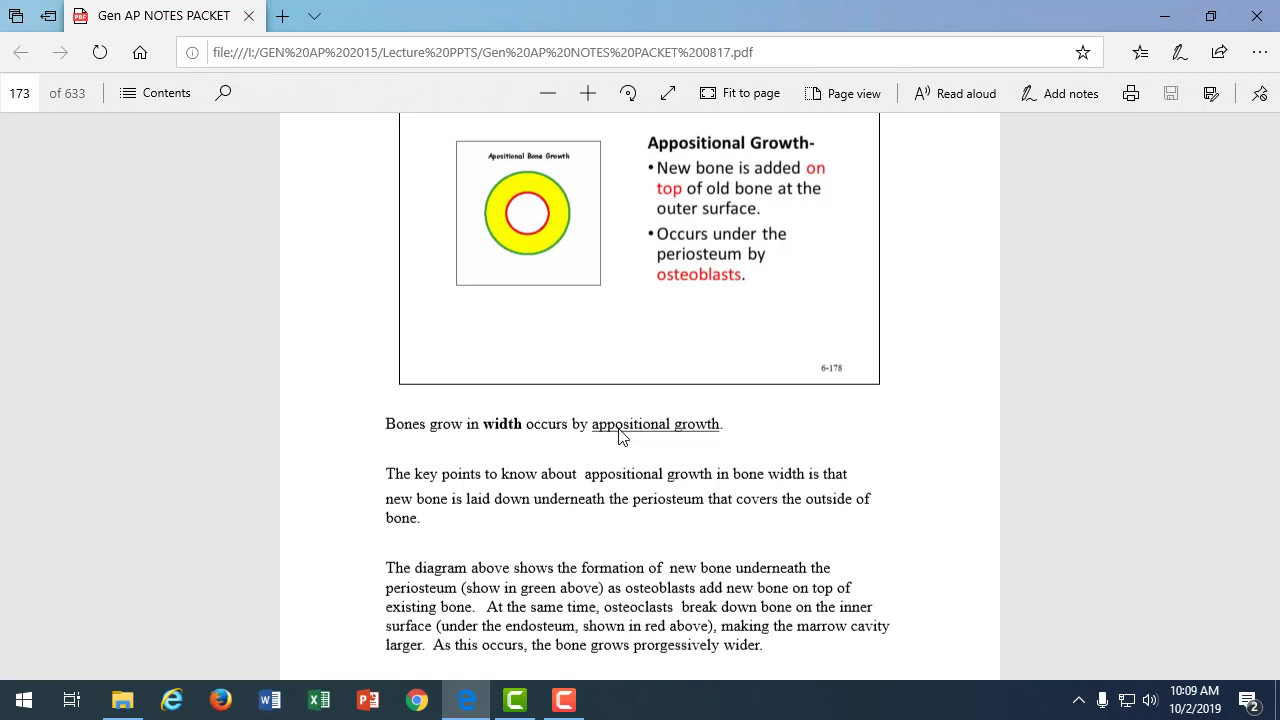 PDF Gen AP NOTES PACKET
file:///I:/GEN%20AP%202015/Lecture%20PPTS/Gen%20AP%20NOTES%20PACKET%200817.pdf
173 of 633 Contents Fit to page Page view Read aloud Add notes
Apositional Bone Growth
Appositional Growth-
•New bone is added on
top of old bone at the
outer surface.
•Occurs under the
periosteum by
osteoblasts.
6-178
Bones grow in width occurs by appositional growth.
The key points to know about appositional growth in bone width is that
new bone is laid down underneath the periosteum that covers the outside of
bone.
The diagram above shows the formation of new bone underneath the
periosteum (show in green above) as osteoblasts add new bone on top of
existing bone. At the same time, osteoclasts break down bone on the inner
surface (under the endosteum, shown in red above), making the marrow cavity
larger. As this occurs, the bone grows prorgessively wider.
10:09 AM
10/2/2019
2